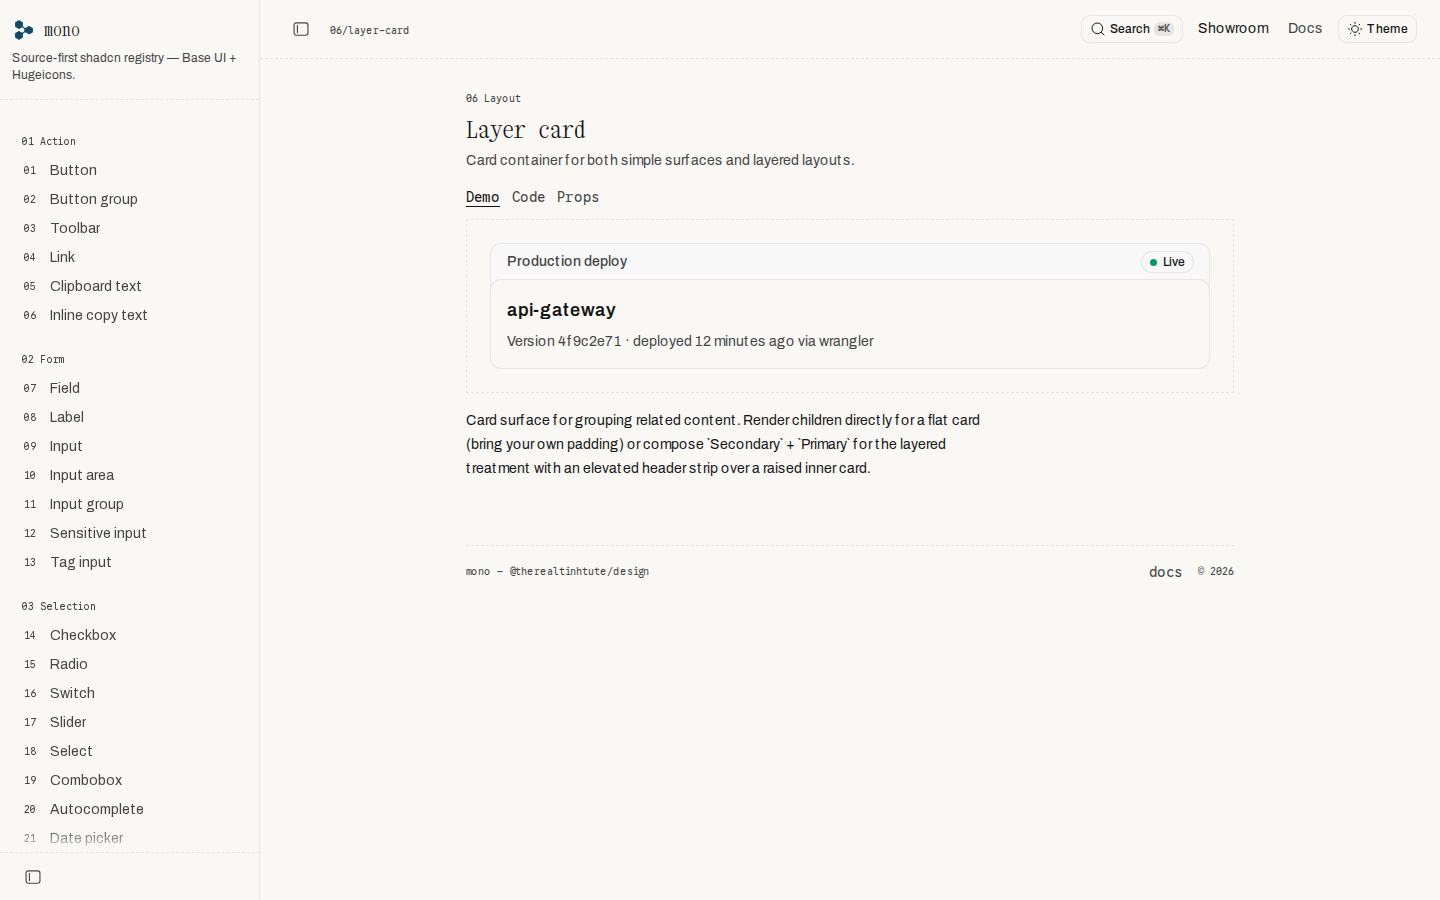 mono
Source-first shadcn registry — Base UI +
Hugeicons.
01 Action
01 Button
02 Button group
03 Toolbar
04 Link
05 Clipboard text
06 Inline copy text
02 Form
07 Field
08 Label
09 Input
10 Input area
11 Input group
12 Sensitive input
13 Tag input
03 Selection
14 Checkbox
15 Radio
16 Switch
17 Slider
18 Select
19 Combobox
20 Autocomplete
21 Date picker
06/layer-card
Search ⌘K
Showroom
Docs
Theme
06 Layout
Layer card
Card container for both simple surfaces and layered layouts.
Demo Code Props
Production deploy
Live
api-gateway
Version 4f9c2e71 · deployed 12 minutes ago via wrangler
Card surface for grouping related content. Render children directly for a flat card
(bring your own padding) or compose `Secondary` + `Primary` for the layered
treatment with an elevated header strip over a raised inner card.
mono — @therealtinhtute/design
docs
© 2026